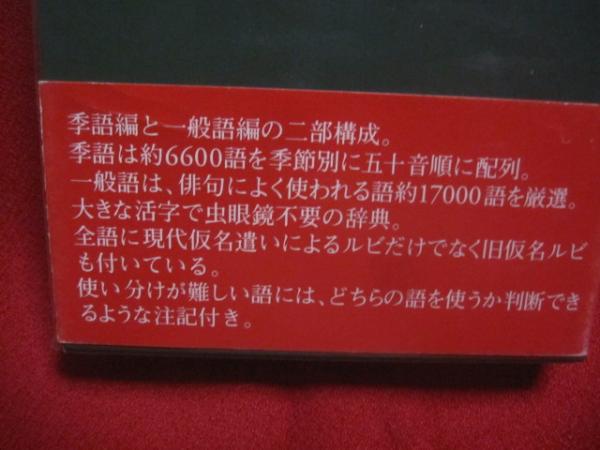 季語編と一般語編の二部構成。
季語は約6600語を季節別に五十音順に配列。
一般語は、俳句によく使われる語約17000語を厳選。
大きな活字で虫眼鏡不要の辞典。
全語に現代仮名遣いによるルビだけでなく旧仮名ルビ
も付いている。
使い分けが難しい語には、どちらの語を使うか判断でき
るような注記付き。